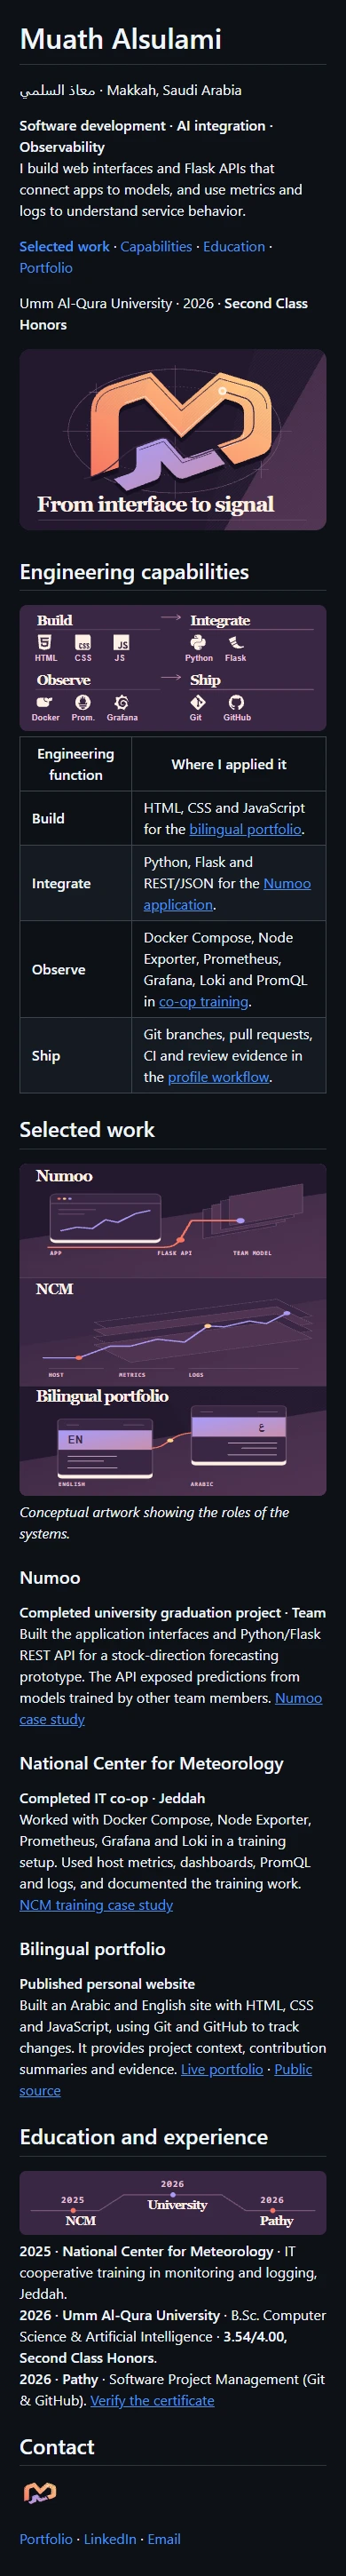 Muath Alsulami
معاذ السلمي · Makkah, Saudi Arabia
Software development · AI integration ·
Observability
I build web interfaces and Flask APIs that
connect apps to models, and use metrics and
logs to understand service behavior.
Selected work · Capabilities · Education ·
Portfolio
Umm Al-Qura University · 2026 · Second Class
Honors
From interface to signal
Engineering capabilities
Build
Integrate
HTML CSS JS
Python Flask
Observe
Ship
Docker Prom. Grafana
Git GitHub
Engineering
function
Where I applied it
Build
HTML, CSS and JavaScript
for the bilingual portfolio.
Integrate
Python, Flask and
REST/JSON for the Numoo
application.
Observe
Docker Compose, Node
Exporter, Prometheus,
Grafana, Loki and PromQL
in co-op training.
Ship
Git branches, pull requests,
CI and review evidence in
the profile workflow.
Selected work
Numoo
APP FLASK API TEAM MODEL
NCM
HOST METRICS LOGS
Bilingual portfolio
EN
ع
ENGLISH ARABIC
Conceptual artwork showing the roles of the
systems.
Numoo
Completed university graduation project · Team
Built the application interfaces and Python/Flask
REST API for a stock-direction forecasting
prototype. The API exposed predictions from
models trained by other team members. Numoo
case study
National Center for Meteorology
Completed IT co-op · Jeddah
Worked with Docker Compose, Node Exporter,
Prometheus, Grafana and Loki in a training
setup. Used host metrics, dashboards, PromQL
and logs, and documented the training work.
NCM training case study
Bilingual portfolio
Published personal website
Built an Arabic and English site with HTML, CSS
and JavaScript, using Git and GitHub to track
changes. It provides project context, contribution
summaries and evidence. Live portfolio · Public
source
Education and experience
2025
NCM
2026
University
2026
Pathy
2025 · National Center for Meteorology · IT
cooperative training in monitoring and logging,
Jeddah.
2026 · Umm Al-Qura University · B.Sc. Computer
Science & Artificial Intelligence · 3.54/4.00,
Second Class Honors.
2026 · Pathy · Software Project Management (Git
& GitHub). Verify the certificate
Contact
Portfolio · LinkedIn · Email